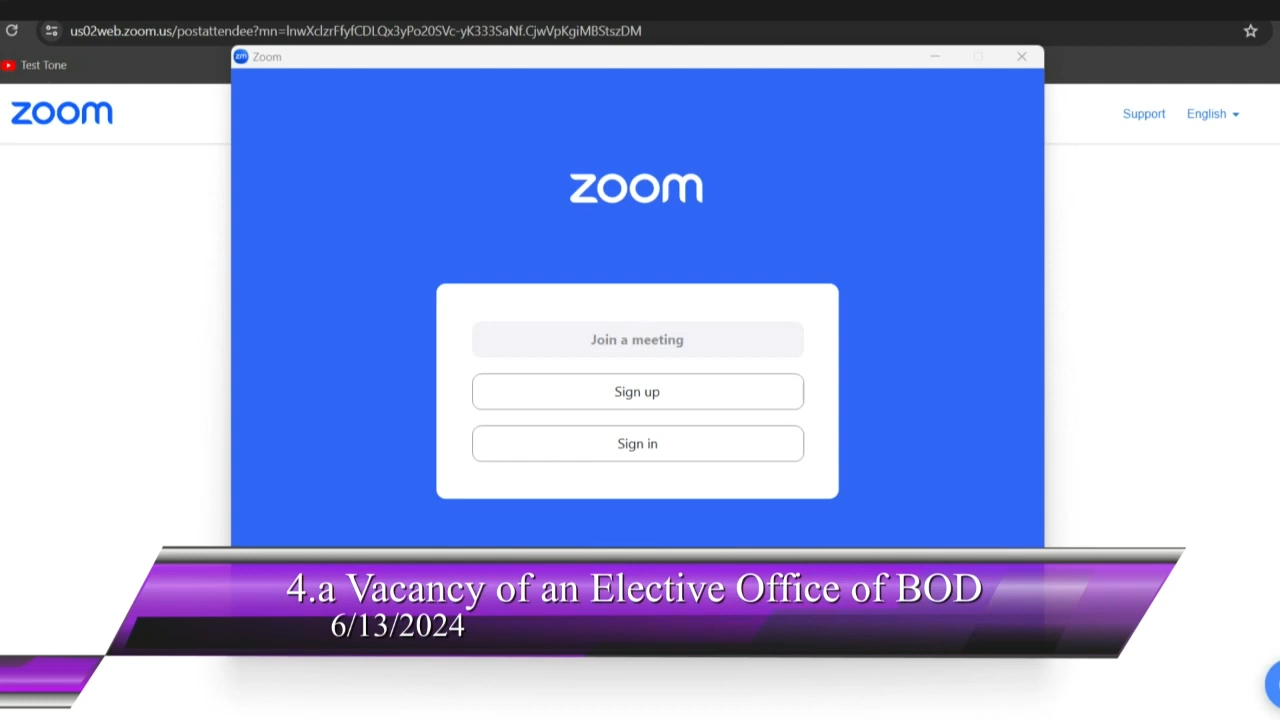 us02web.zoom.us/postattendee?mn=lnwXclzrFfyfCDLQx3yPo20SVc-yK333SaNf.CjwVpKgiMBStszDM
zm Zoom
Test Tone
zoom
Support English
zoom
Join a meeting
Sign up
Sign in
4.a Vacancy of an Elective Office of BOD
6/13/2024